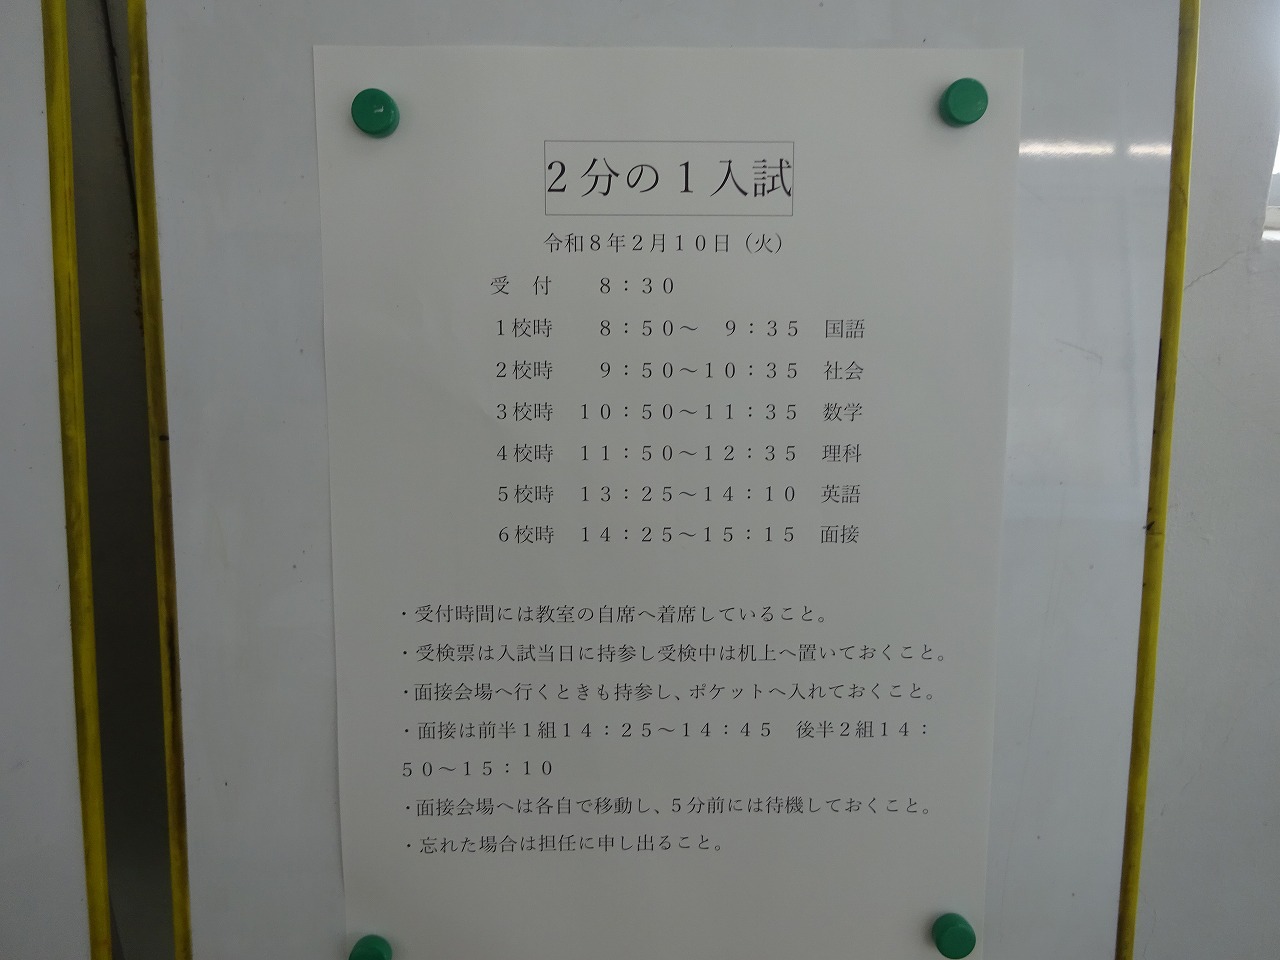 ２分の１入試
令和８年２月１０日（火）
受　付　　８：３０
１校時　　８：５０～　９：３５　国語
２校時　　９：５０～１０：３５　社会
３校時　１０：５０～１１：３５　数学
４校時　１１：５０～１２：３５　理科
５校時　１３：２５～１４：１０　英語
６校時　１４：２５～１５：１５　面接
・受付時間には教室の自席へ着席していること。
・受検票は入試当日に持参し受検中は机上へ置いておくこと。
・面接会場へ行くときも持参し、ポケットへ入れておくこと。
・面接は前半１組１４：２５～１４：４５　後半２組１４：
５０～１５：１０
・面接会場へは各自で移動し、５分前には待機しておくこと。
・忘れた場合は担任に申し出ること。